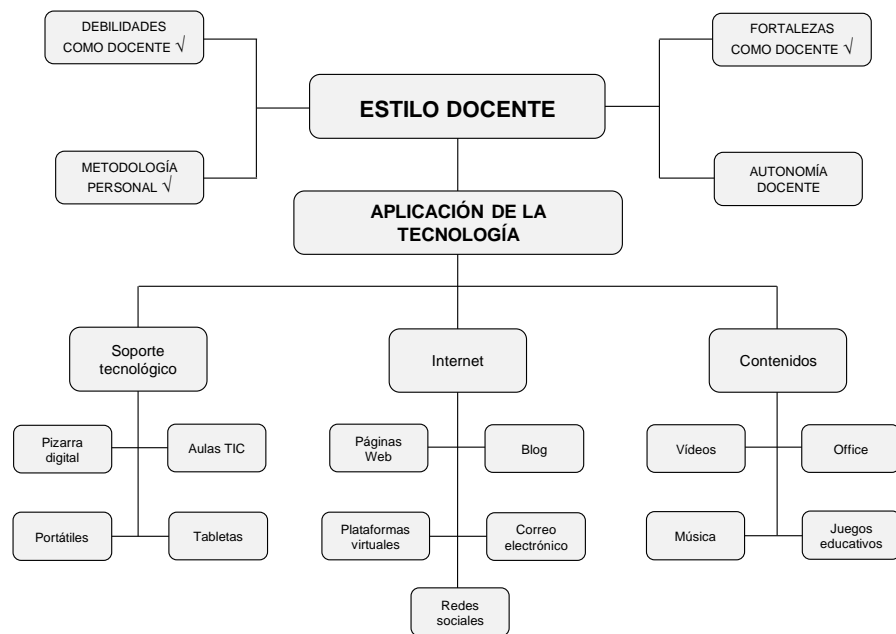 DEBILIDADES
COMO DOCENTE √
FORTALEZAS
COMO DOCENTE √
ESTILO DOCENTE
METODOLOGÍA
PERSONAL √
AUTONOMÍA
DOCENTE
APLICACIÓN DE LA
TECNOLOGÍA
Soporte
tecnológico
Internet
Contenidos
Pizarra
digital
Aulas TIC
Páginas
Web
Blog
Vídeos
Office
Portátiles
Tabletas
Plataformas
virtuales
Correo
electrónico
Música
Juegos
educativos
Redes
sociales